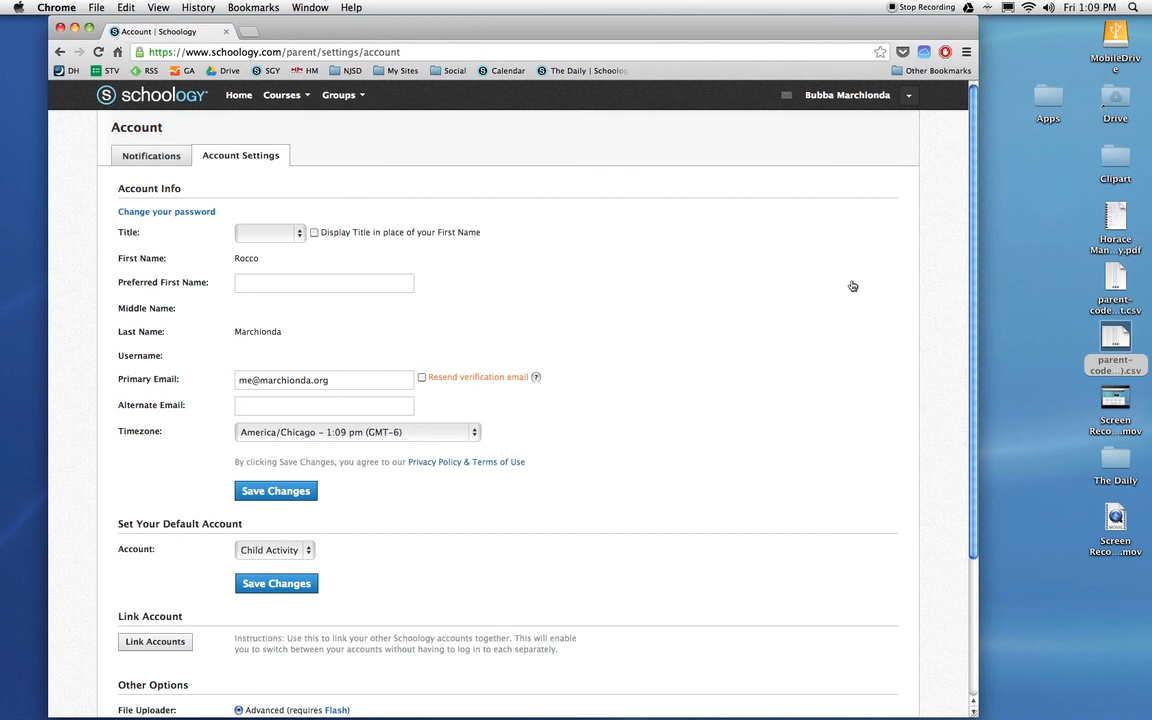 Chrome File Edit View History Bookmarks Window Help Stop Recording Fri 1:09 PM
Account | Schoology
https://www.schoology.com/parent/settings/account
DH STV RSS GA Drive SGY HM NJSD My Sites Social Calendar The Daily | Schoolog Other Bookmarks
S schoology Home Courses Groups Bubba Marchionda
Account
Notifications Account Settings
Account Info
Change your password
Title: Display Title in place of your First Name
First Name: Rocco
Preferred First Name:
Middle Name:
Last Name: Marchionda
Username:
Primary Email: me@marchionda.org Resend verification email ?
Alternate Email:
Timezone: America/Chicago - 1:09 pm (GMT-6)
By clicking Save Changes, you agree to our Privacy Policy & Terms of Use
Save Changes
Set Your Default Account
Account: Child Activity
Save Changes
Link Account
Link Accounts Instructions: Use this to link your other Schoology accounts together. This will enable
you to switch between your accounts without having to log in to each separately.
Other Options
File Uploader: Advanced (requires Flash)
MobileDriv
e
Apps Drive
Clipart
Horace
Man...y.pdf
parent-
code...t.csv
parent-
code...).csv
Screen
Reco....mov
The Daily
Screen
Reco....mov